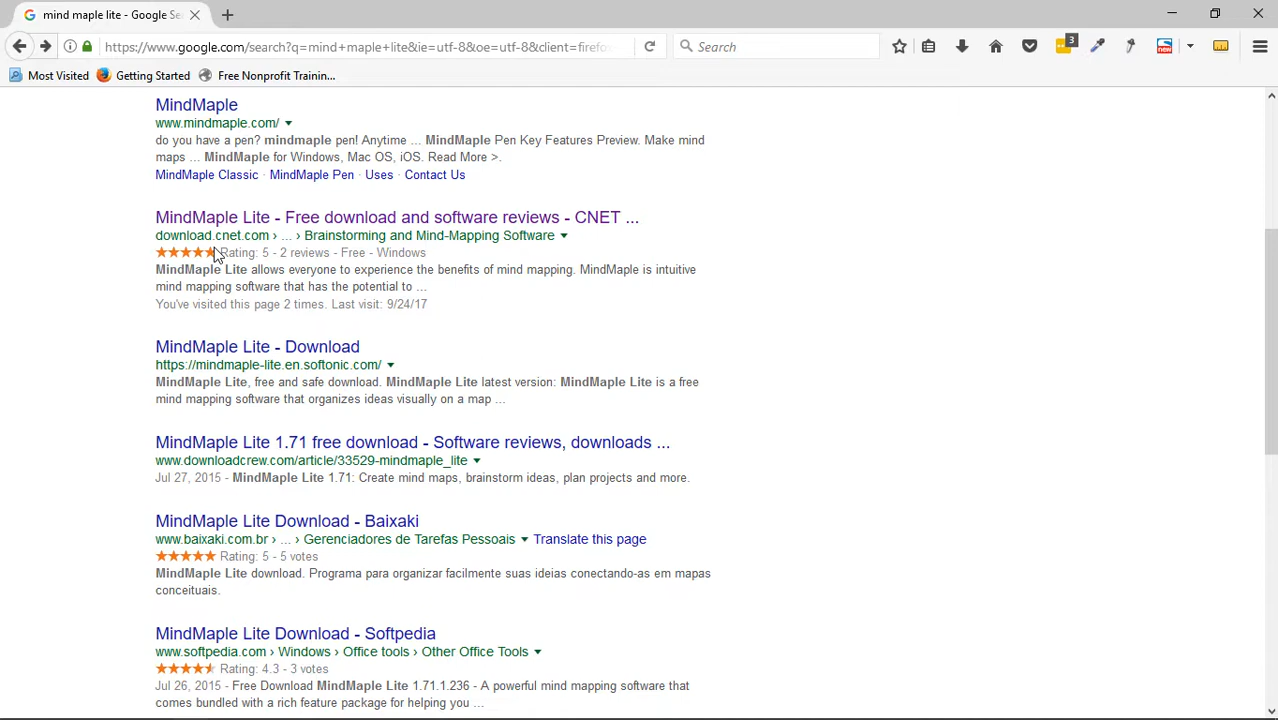 mind maple lite - Google Se
https://www.google.com/search?q=mind+maple+lite&ie=utf-8&oe=utf-8&client=firefo
Search
3
new
Most Visited
Getting Started
Free Nonprofit Trainin...
MindMaple
www.mindmaple.com/
do you have a pen? mindmaple pen! Anytime ... MindMaple Pen Key Features Preview. Make mind
maps ... MindMaple for Windows, Mac OS, iOS. Read More >.
MindMaple Classic · MindMaple Pen · Uses · Contact Us
MindMaple Lite - Free download and software reviews - CNET ...
download.cnet.com › ... › Brainstorming and Mind-Mapping Software
Rating: 5 - 2 reviews - Free - Windows
MindMaple Lite allows everyone to experience the benefits of mind mapping. MindMaple is intuitive
mind mapping software that has the potential to ...
You've visited this page 2 times. Last visit: 9/24/17
MindMaple Lite - Download
https://mindmaple-lite.en.softonic.com/
MindMaple Lite, free and safe download. MindMaple Lite latest version: MindMaple Lite is a free
mind mapping software that organizes ideas visually on a map ...
MindMaple Lite 1.71 free download - Software reviews, downloads ...
www.downloadcrew.com/article/33529-mindmaple_lite
Jul 27, 2015 - MindMaple Lite 1.71: Create mind maps, brainstorm ideas, plan projects and more.
MindMaple Lite Download - Baixaki
www.baixaki.com.br › ... › Gerenciadores de Tarefas Pessoais Translate this page
Rating: 5 - 5 votes
MindMaple Lite download. Programa para organizar facilmente suas ideias conectando-as em mapas
conceituais.
MindMaple Lite Download - Softpedia
www.softpedia.com › Windows › Office tools › Other Office Tools
Rating: 4.3 - 3 votes
Jul 26, 2015 - Free Download MindMaple Lite 1.71.1.236 - A powerful mind mapping software that
comes bundled with a rich feature package for helping you ...